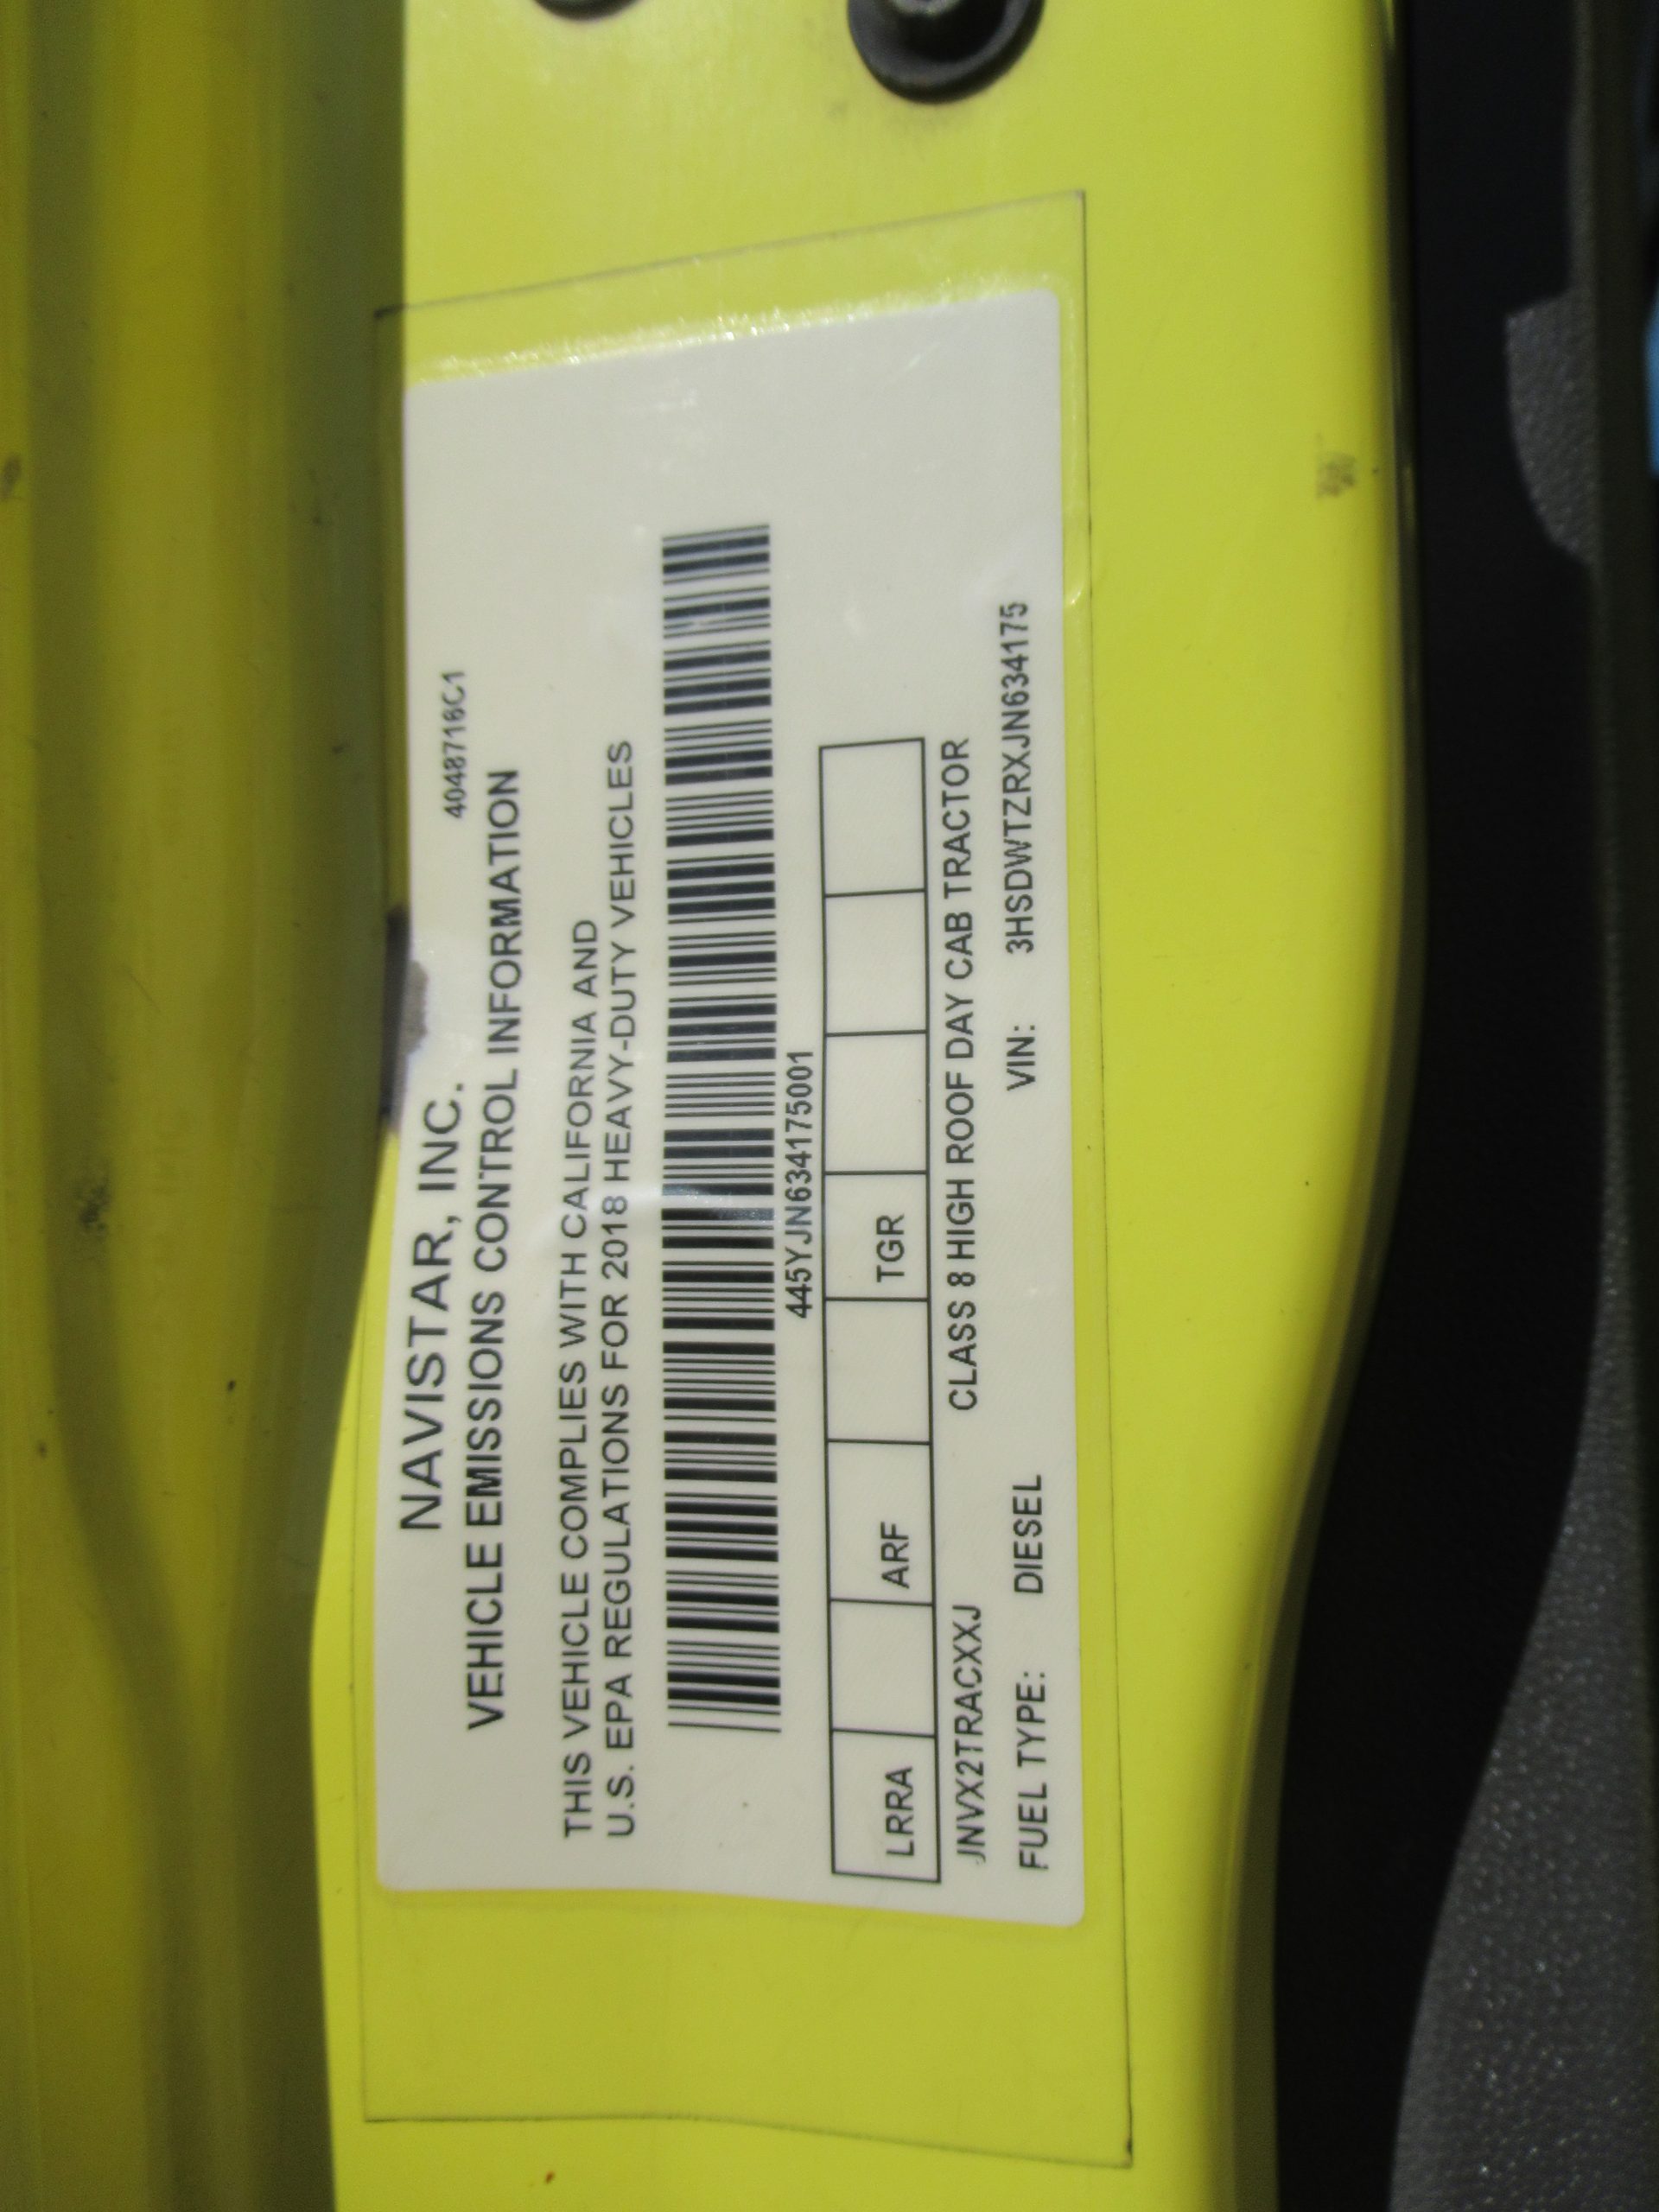 4048716C1
NAVISTAR, INC.
VEHICLE EMISSIONS CONTROL INFORMATION
THIS VEHICLE COMPLIES WITH CALIFORNIA AND
U.S. EPA REGULATIONS FOR 2018 HEAVY-DUTY VEHICLES
445YJN634175001
LRRA ARF TGR
JNVX2TRACXXJ CLASS 8 HIGH ROOF DAY CAB TRACTOR
FUEL TYPE: DIESEL VIN: 3HSDWTZRXJN634175